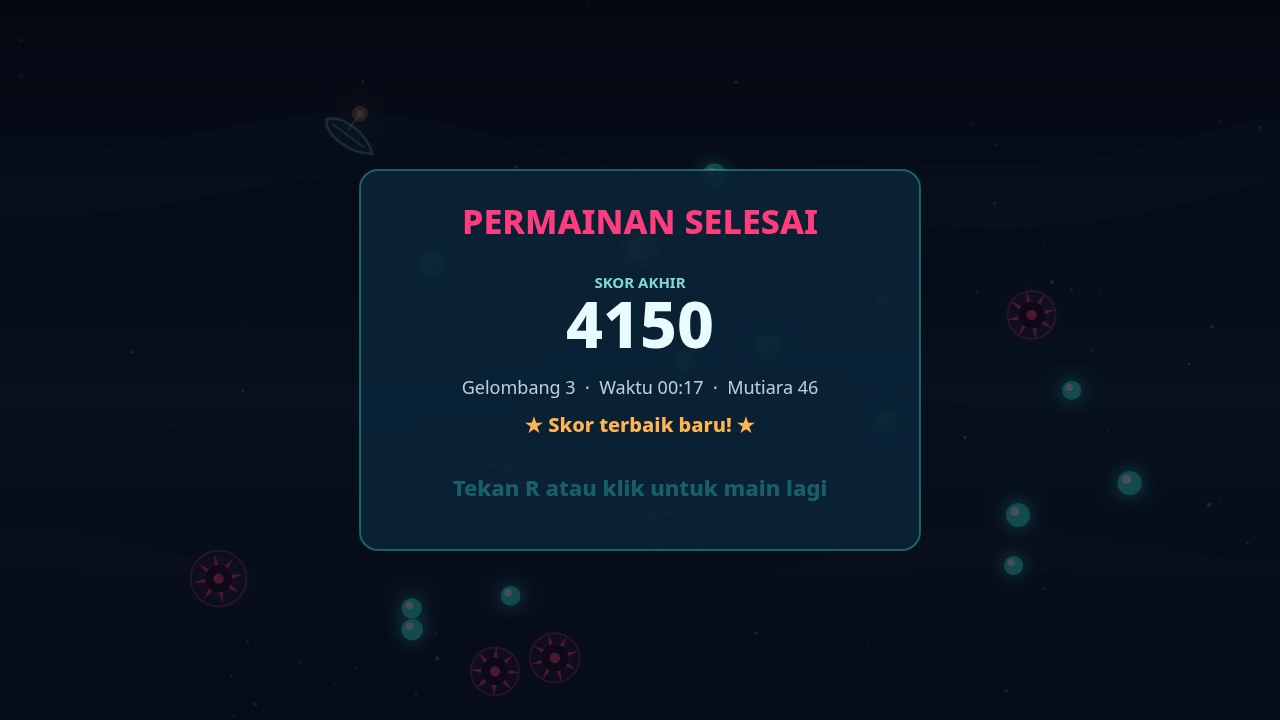 PERMAINAN SELESAI
SKOR AKHIR
4150
Gelombang 3 · Waktu 00:17 · Mutiara 46
★ Skor terbaik baru! ★
Tekan R atau klik untuk main lagi